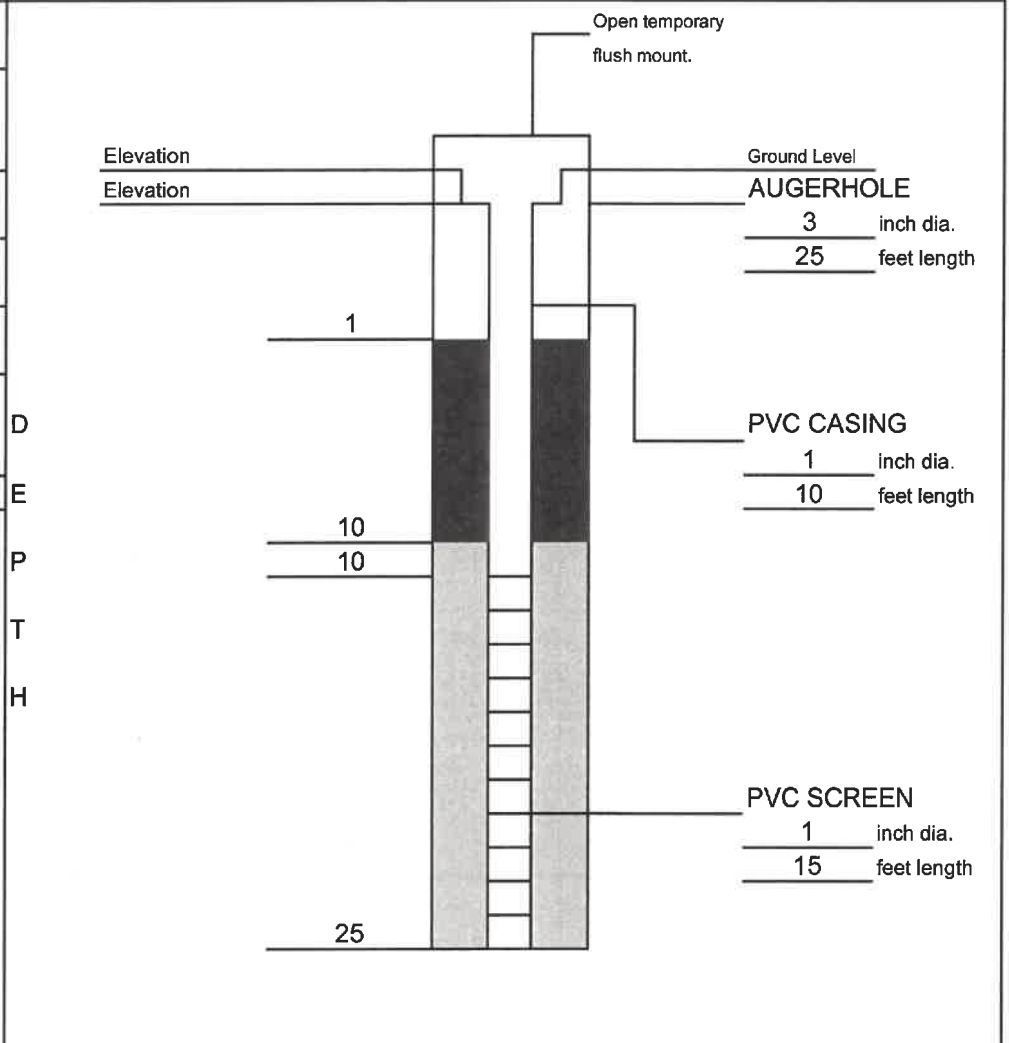 Open temporary
flush mount.
Elevation
Ground Level
Elevation
AUGERHOLE
3 inch dia.
25 feet length
1
D
E
P
T
H
PVC CASING
1 inch dia.
10 feet length
10
10
PVC SCREEN
1 inch dia.
15 feet length
25